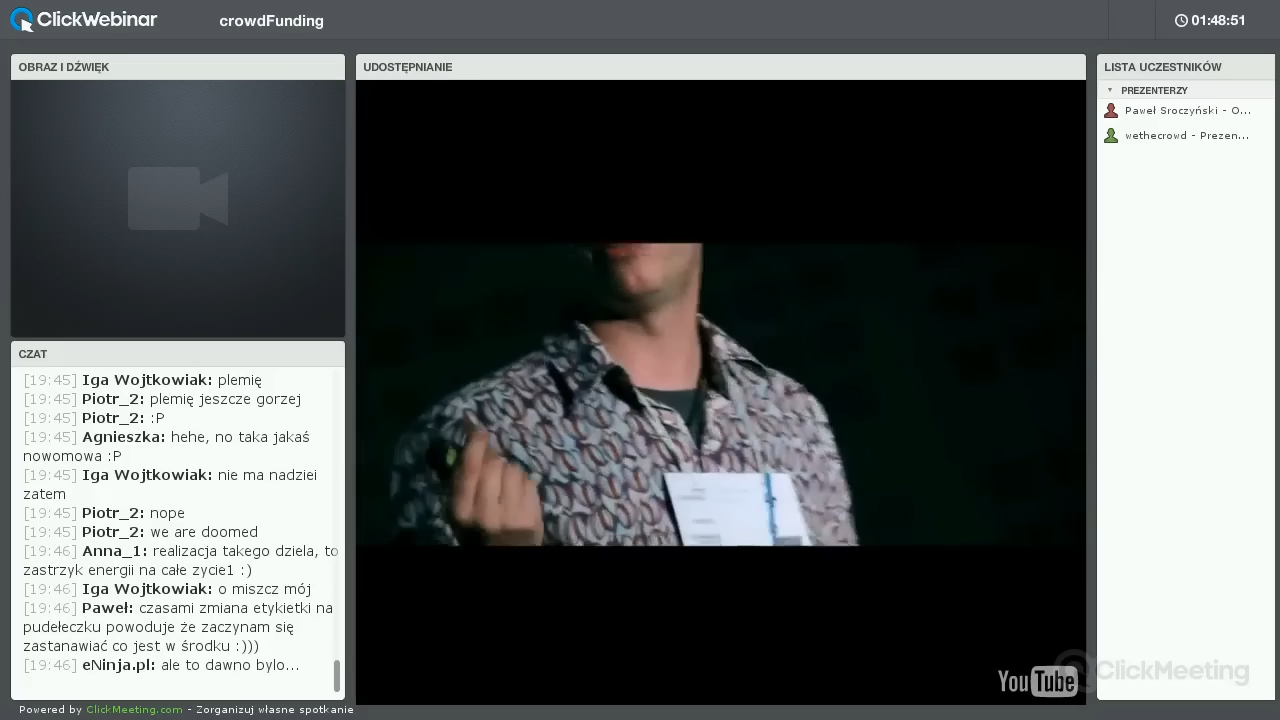 ClickWebinar
crowdFunding
01:48:51
OBRAZ I DŹWIĘK
UDOSTĘPNIANIE
LISTA UCZESTNIKÓW
PREZENTERZY
Paweł Sroczyński - O...
wethecrowd - Prezen...
CZAT
[19:45] Iga Wojtkowiak: plemię
[19:45] Piotr_2: plemię jeszcze gorzej
[19:45] Piotr_2: :P
[19:45] Agnieszka: hehe, no taka jakaś
nowomowa :P
[19:45] Iga Wojtkowiak: nie ma nadziei
zatem
[19:45] Piotr_2: nope
[19:45] Piotr_2: we are doomed
[19:46] Anna_1: realizacja takego dziela, to
zastrzyk energii na całe zycie1 :)
[19:46] Iga Wojtkowiak: o miszcz mój
[19:46] Paweł: czasami zmiana etykietki na
pudełeczku powoduje że zaczynam się
zastanawiać co jest w środku :)))
[19:46] eNinja.pl: ale to dawno bylo...
YouTube
ClickMeeting
Powered by ClickMeeting.com - Zorganizuj własne spotkanie